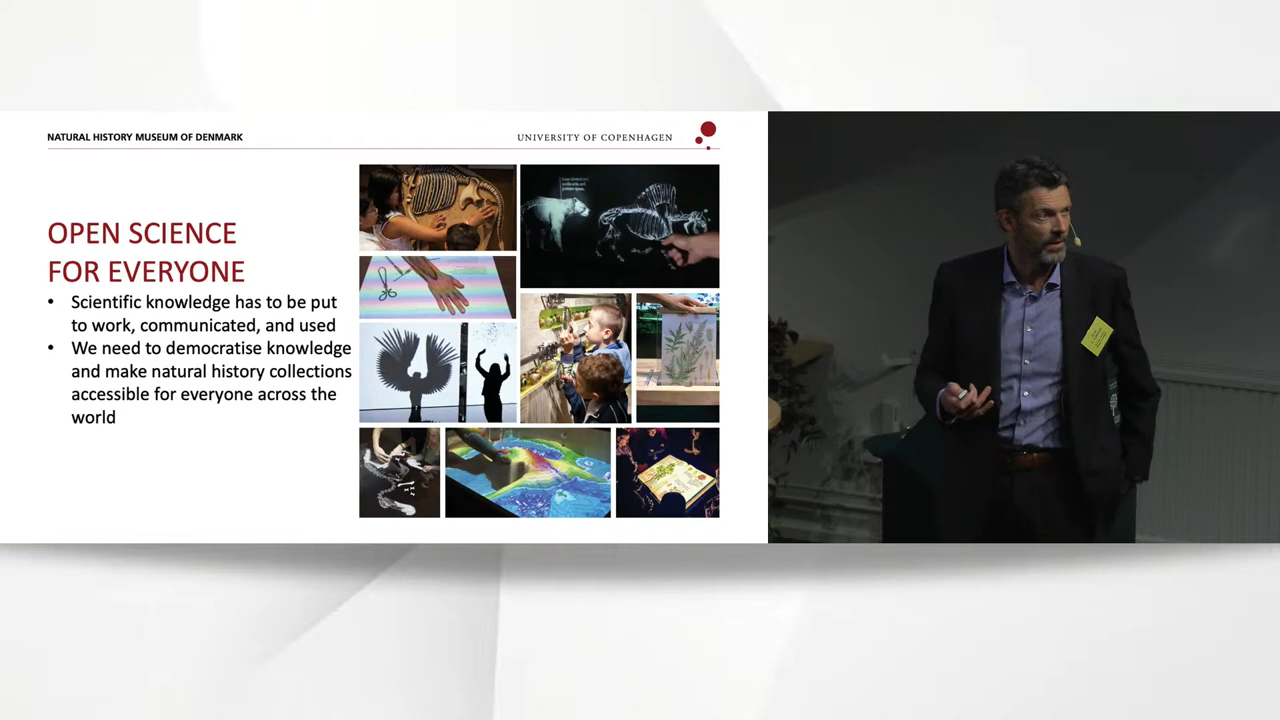 NATURAL HISTORY MUSEUM OF DENMARK
UNIVERSITY OF COPENHAGEN
OPEN SCIENCE
FOR EVERYONE
• Scientific knowledge has to be put
to work, communicated, and used
• We need to democratise knowledge
and make natural history collections
accessible for everyone across the
world